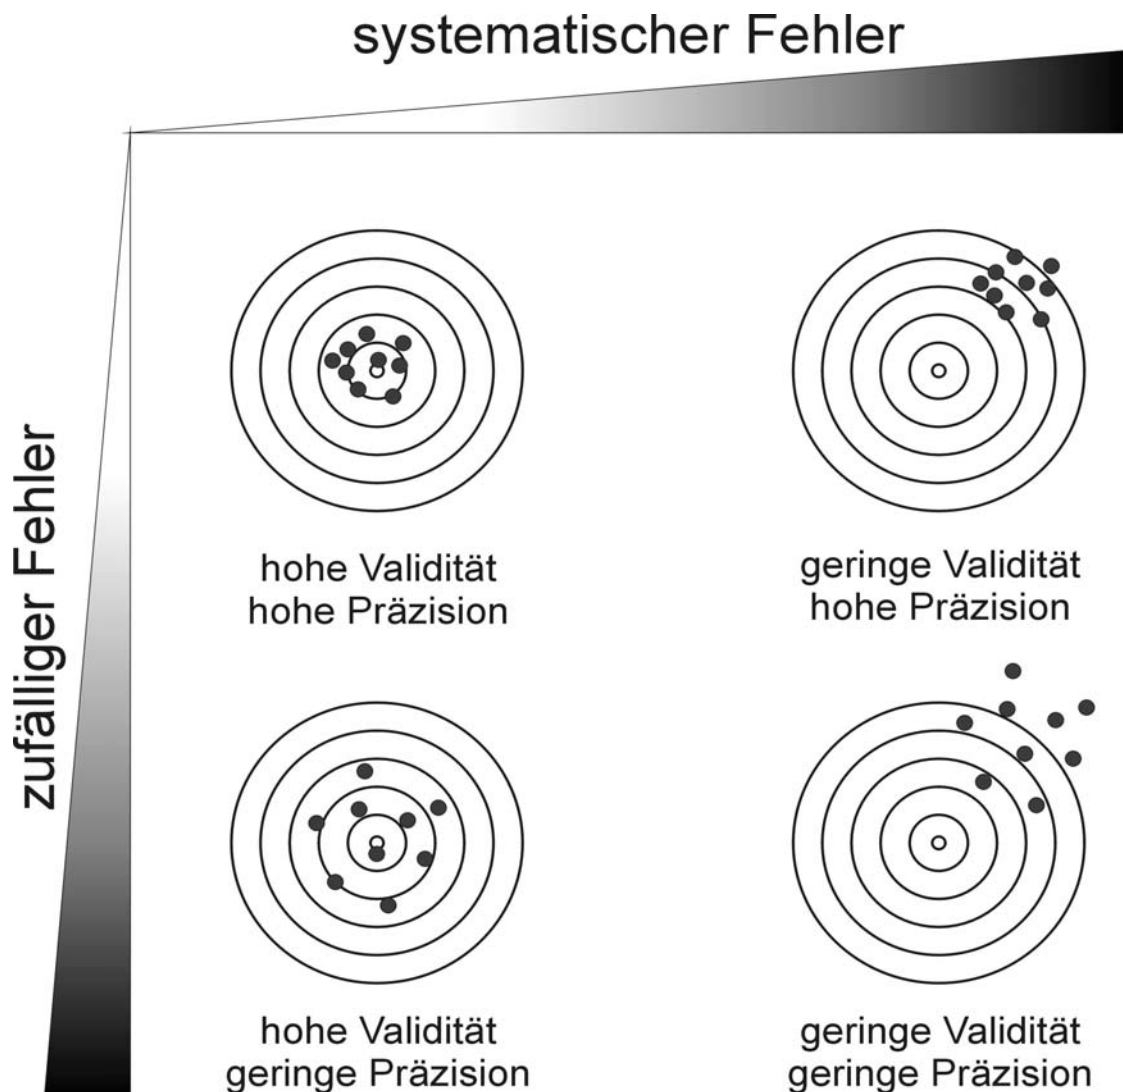 systematischer Fehler
zufälliger Fehler
hohe Validität
hohe Präzision
geringe Validität
hohe Präzision
hohe Validität
geringe Präzision
geringe Validität
geringe Präzision